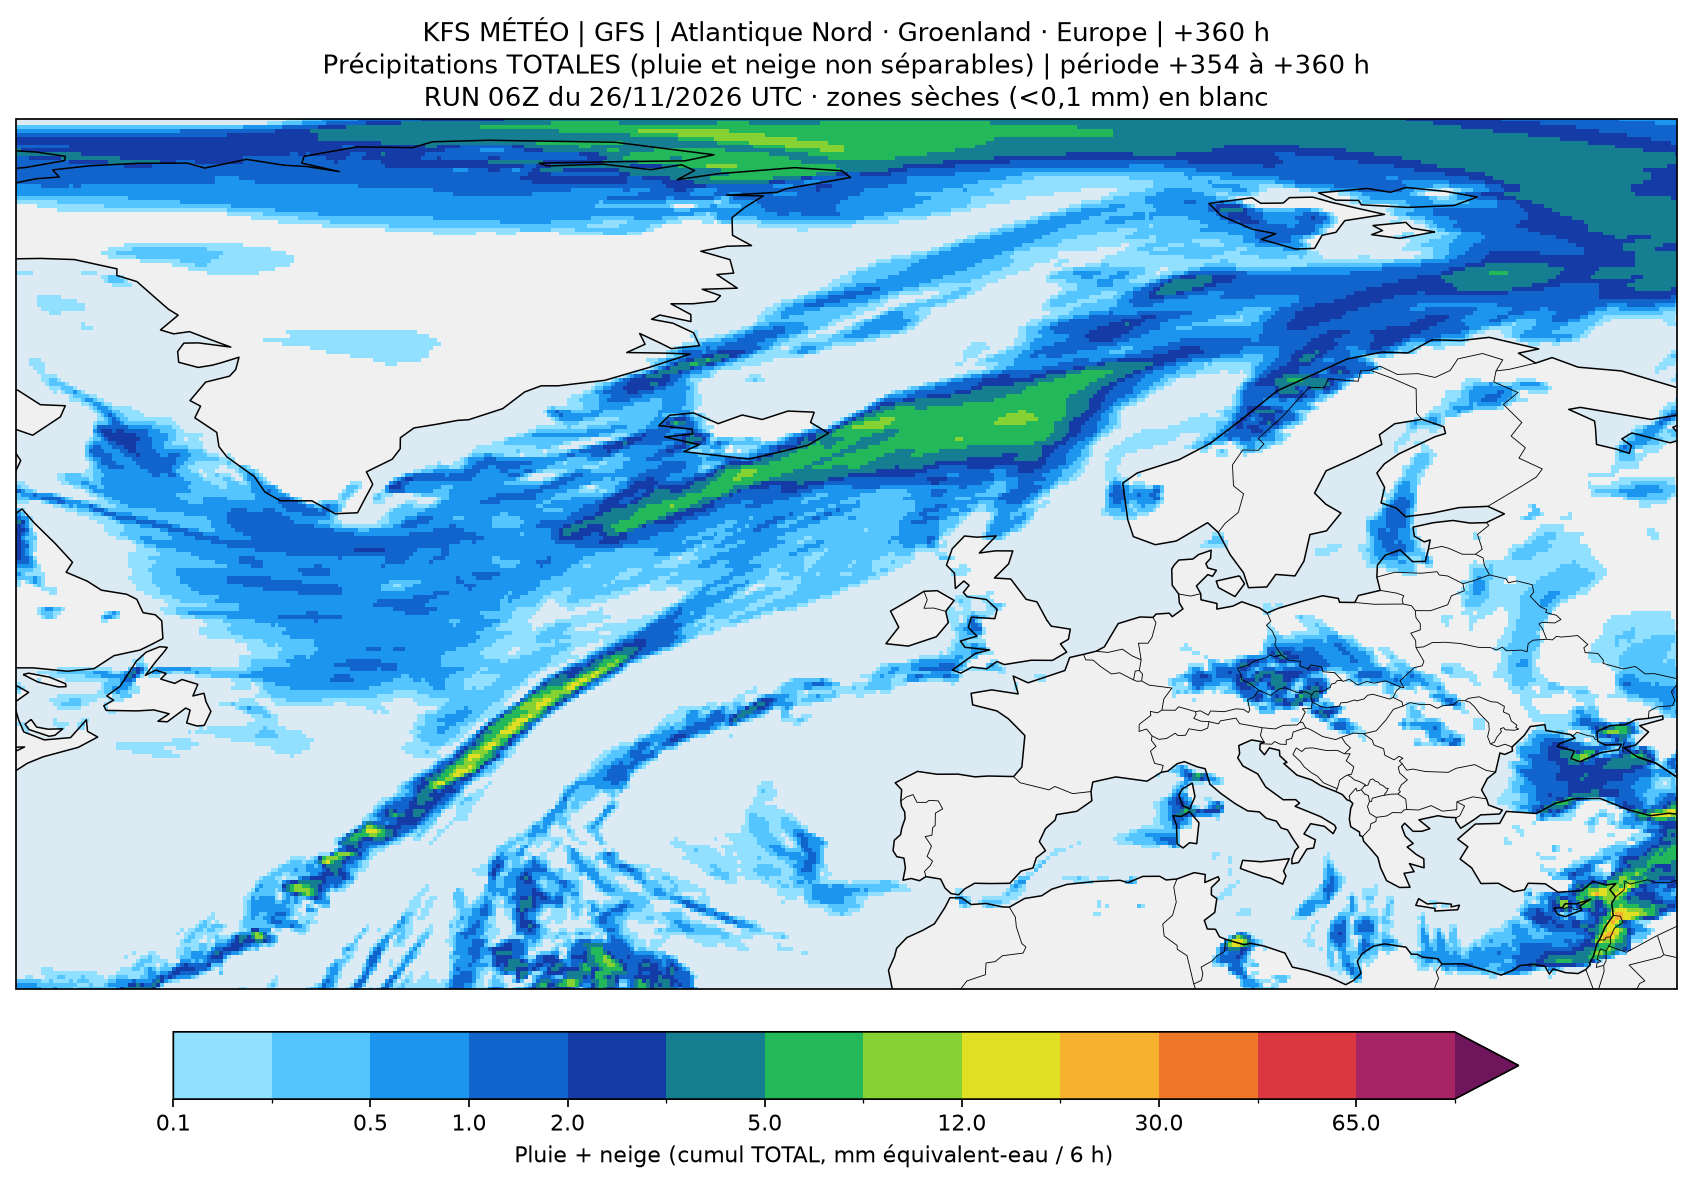 KFS MÉTÉO | GFS | Atlantique Nord · Groenland · Europe | +360 h
Précipitations TOTALES (pluie et neige non séparables) | période +354 à +360 h
RUN 06Z du 26/11/2026 UTC · zones sèches (<0,1 mm) en blanc
0.1 0.5 1.0 2.0 5.0 12.0 30.0 65.0
Pluie + neige (cumul TOTAL, mm équivalent-eau / 6 h)